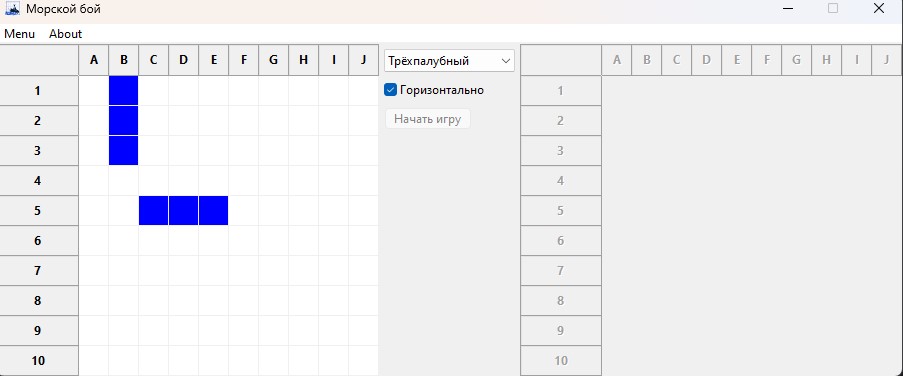 Морской бой
Menu About
A B C D E F G H I J
1
2
3
4
5
6
7
8
9
10
Трёхпалубный
Горизонтально
Начать игру
A B C D E F G H I J
1
2
3
4
5
6
7
8
9
10